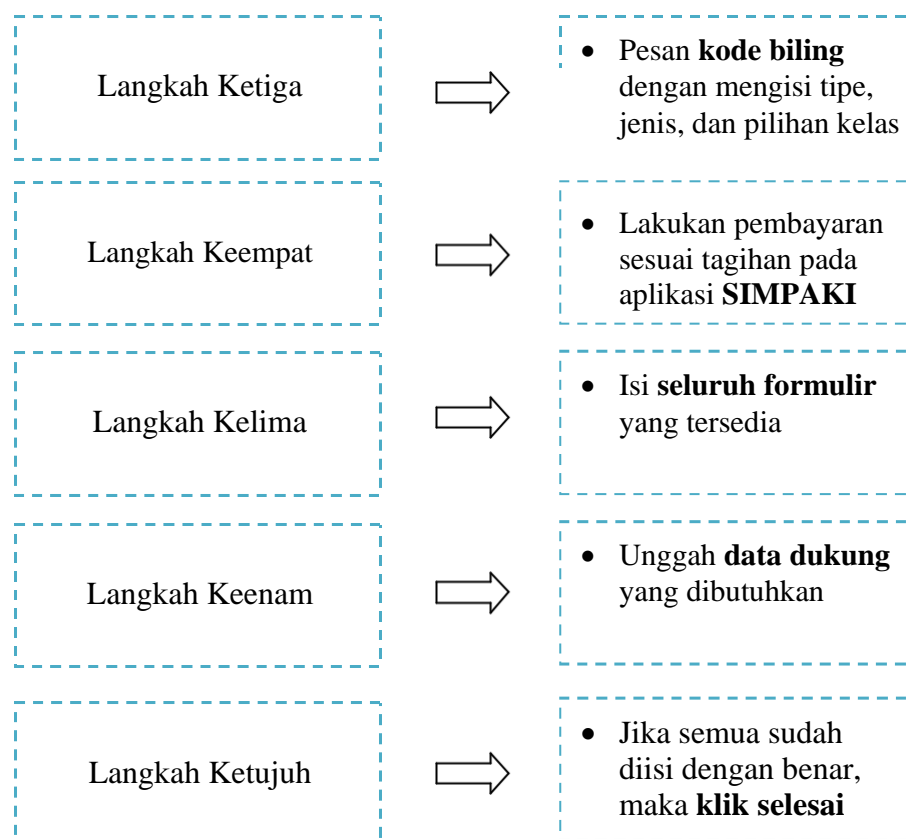 Langkah Ketiga
• Pesan kode biling
dengan mengisi tipe,
jenis, dan pilihan kelas
Langkah Keempat
• Lakukan pembayaran
sesuai tagihan pada
aplikasi SIMPAKI
Langkah Kelima
• Isi seluruh formulir
yang tersedia
Langkah Keenam
• Unggah data dukung
yang dibutuhkan
Langkah Ketujuh
• Jika semua sudah
diisi dengan benar,
maka klik selesai